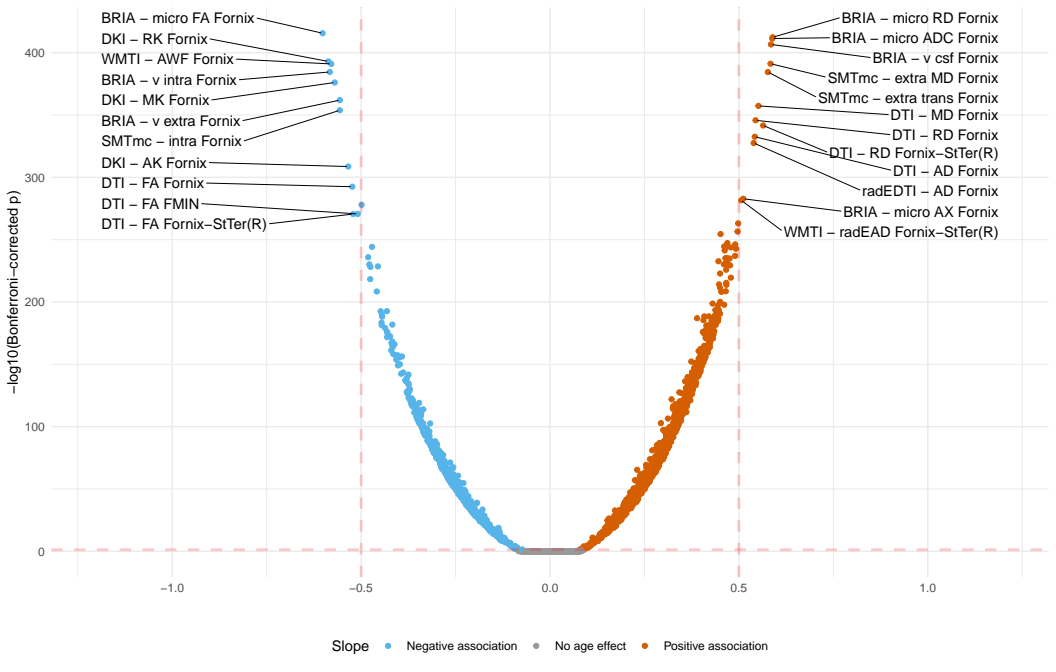 BRIA − micro FA Fornix
DKI − RK Fornix
WMTI − AWF Fornix
BRIA − v intra Fornix
DKI − MK Fornix
BRIA − v extra Fornix
SMTmc − intra Fornix
DKI − AK Fornix
DTI − FA Fornix
DTI − FA FMIN
DTI − FA Fornix−StTer(R)
BRIA − micro RD Fornix
BRIA − micro ADC Fornix
BRIA − v csf Fornix
SMTmc − extra MD Fornix
SMTmc − extra trans Fornix
DTI − MD Fornix
DTI − RD Fornix
DTI − RD Fornix−StTer(R)
DTI − AD Fornix
radEDTI − AD Fornix
BRIA − micro AX Fornix
WMTI − radEAD Fornix−StTer(R)
−log10(Bonferroni−corrected p)
400
300
200
100
0
−1.0
−0.5
0.0
0.5
1.0
Slope
Negative association
No age effect
Positive association